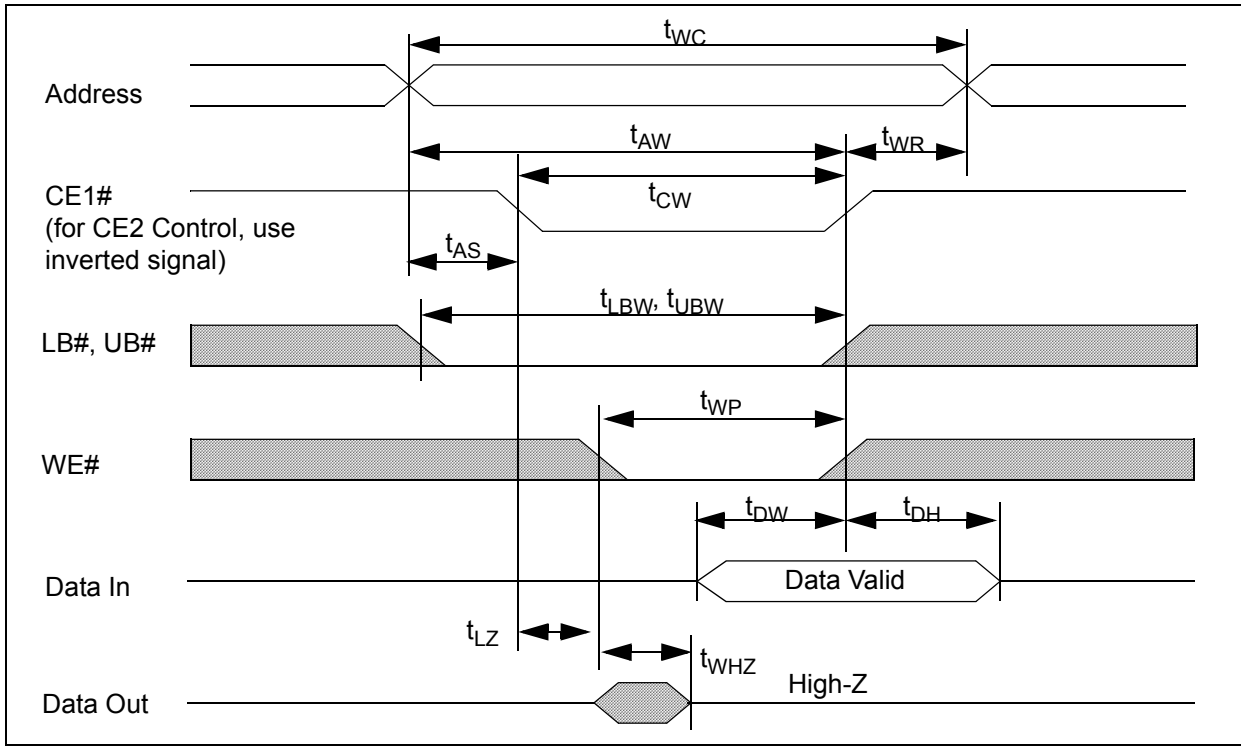 tWC
Address
tAW
tWR
CE1#
(for CE2 Control, use
inverted signal)
tCW
tAS
tLBW, tUBW
LB#, UB#
tWP
WE#
tDW
tDH
Data In
Data Valid
tLZ
tWHZ
High-Z
Data Out